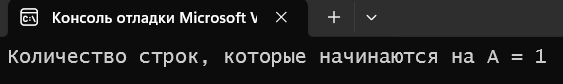 Консоль отладки Microsoft V
Количество строк, которые начинаются на A = 1